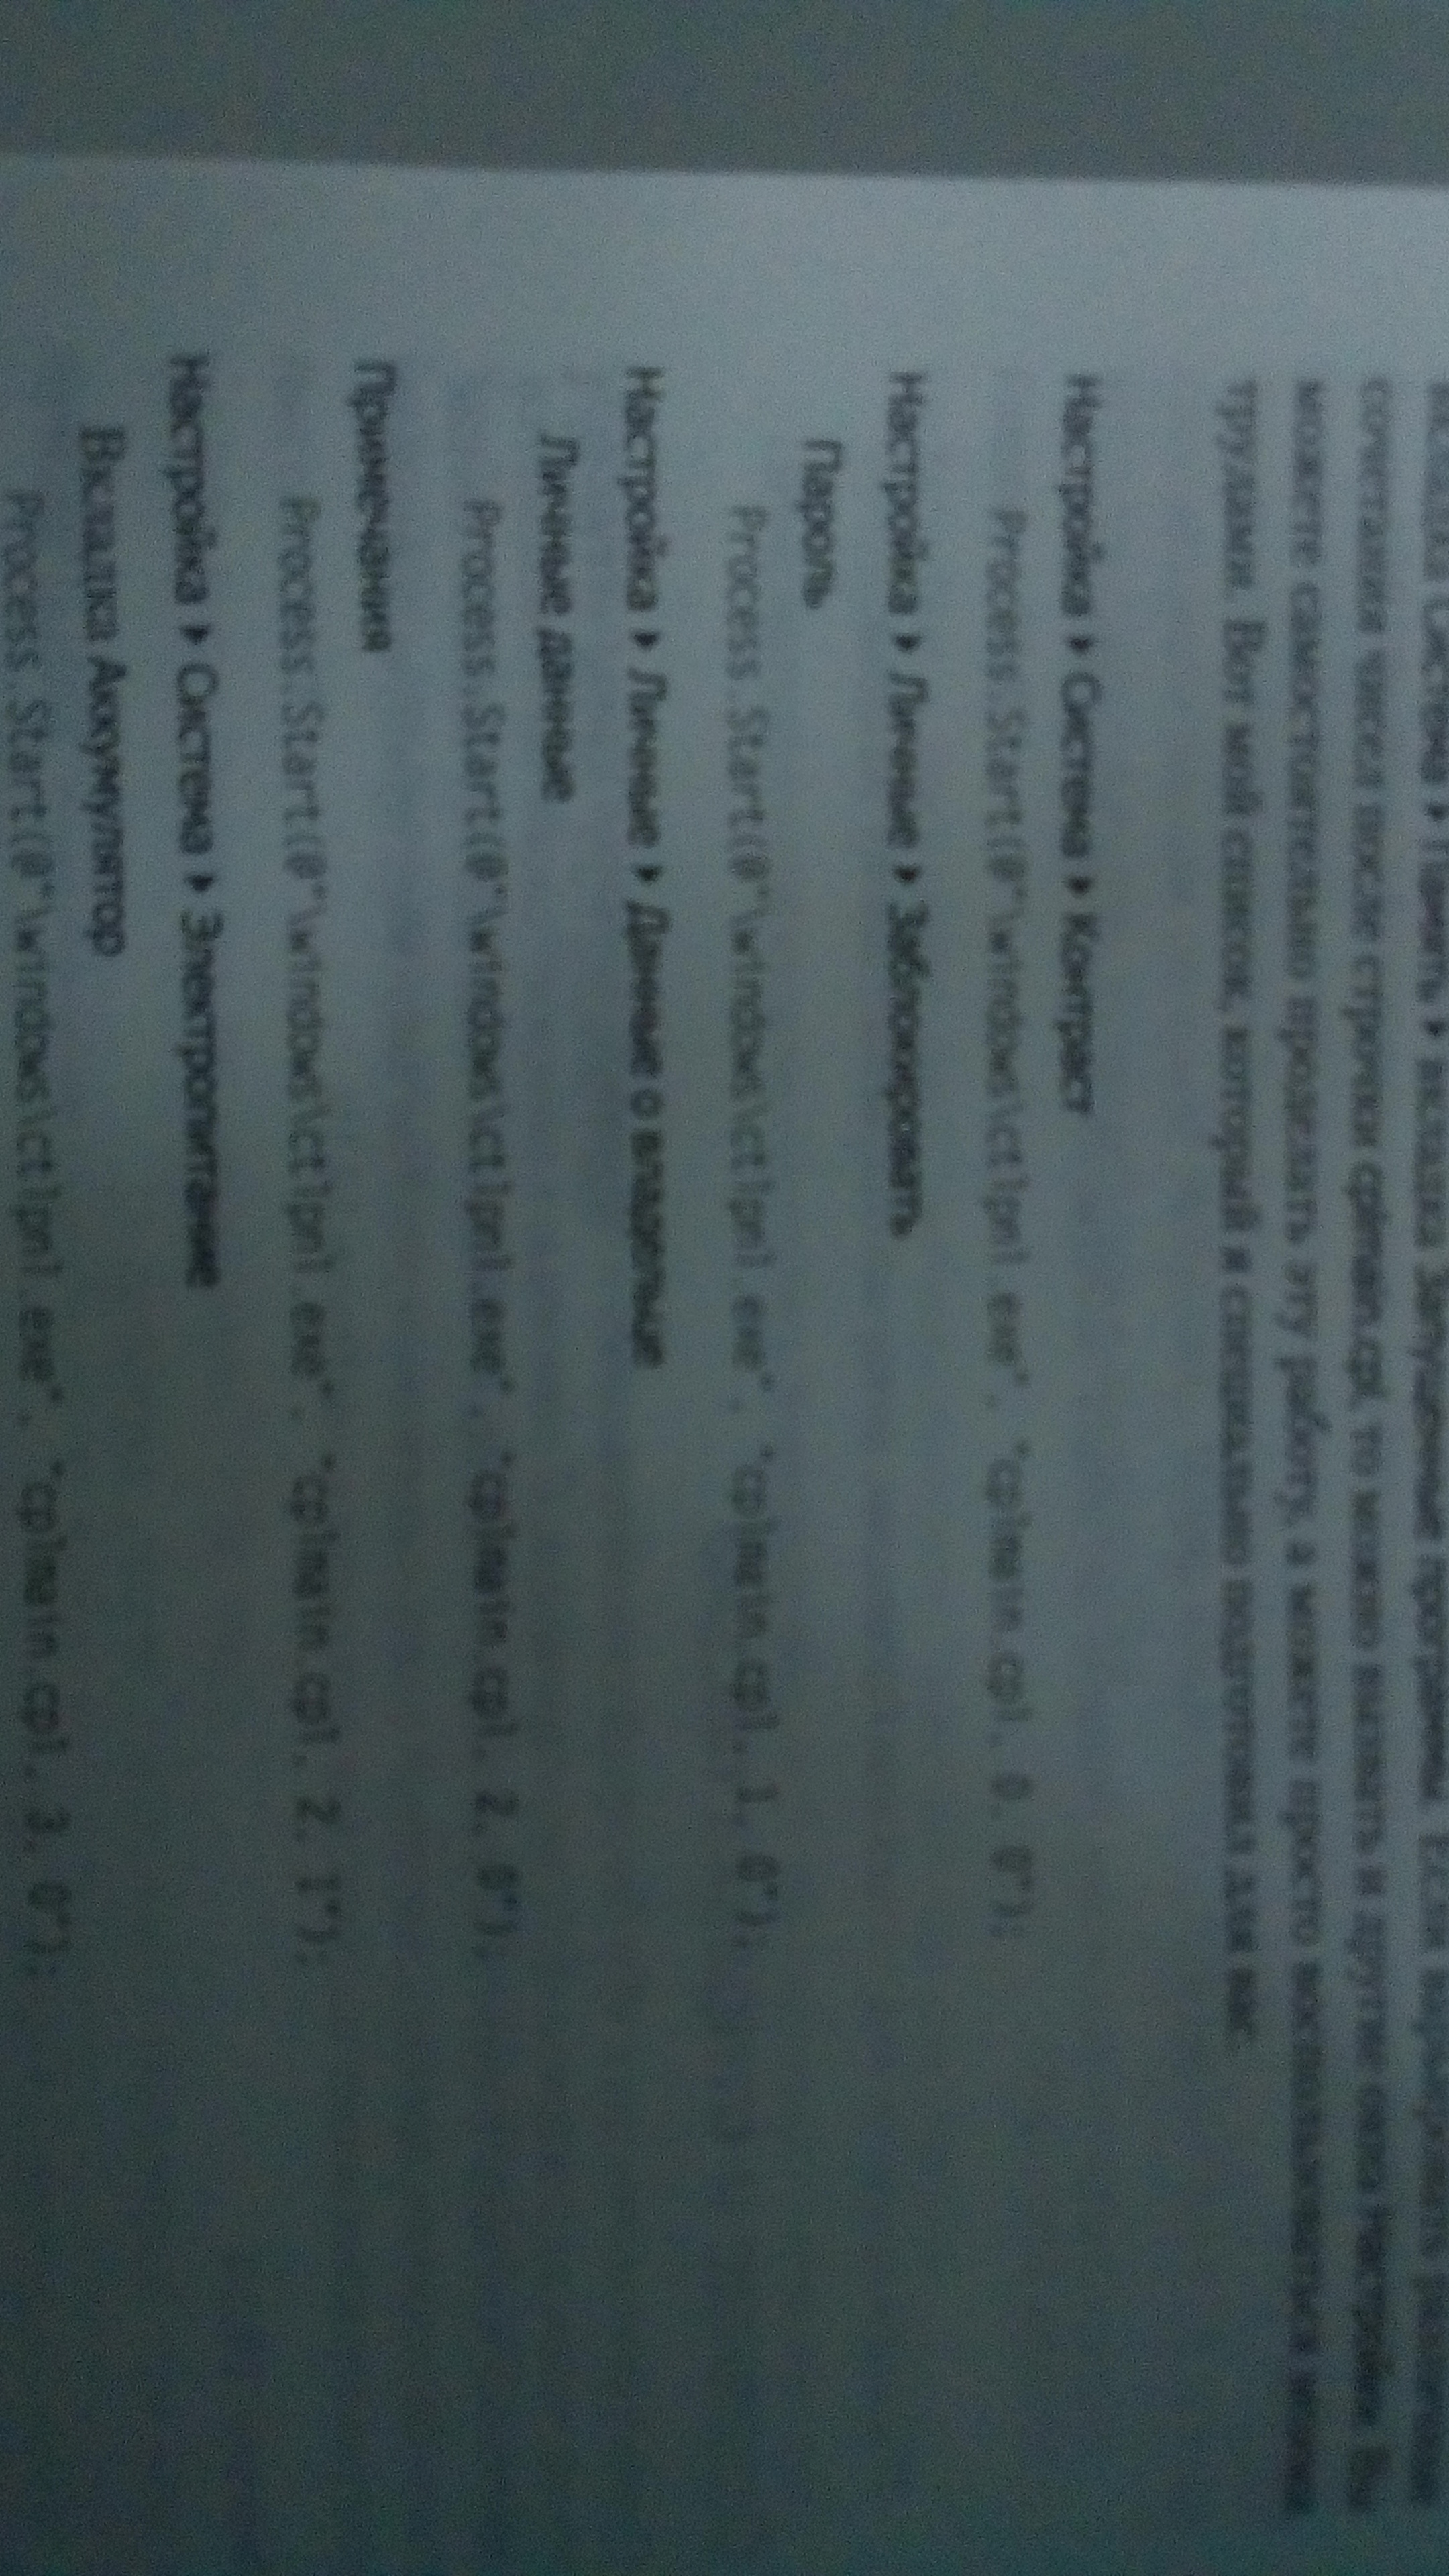 вкладка Система ▸ Память ▸ вкладка Запущенные программы. Если варьировать различные
сочетания чисел после строчки cplmain.cpl, то можно вызвать и другие окна Настройки. Вы
можете самостоятельно проделать эту работу, а можете просто воспользоваться моими
трудами. Вот мой список, который я специально подготовил для вас.
Настройка ▸ Система ▸ Контраст
Process.Start(@"\windows\ctlpnl.exe", "cplmain.cpl, 0, 0");
Настройка ▸ Личные ▸ Заблокировать
Пароль
Process.Start(@"\windows\ctlpnl.exe", "cplmain.cpl, 1, 0");
Настройка ▸ Личные ▸ Данные о владельце
Личные данные
Process.Start(@"\windows\ctlpnl.exe", "cplmain.cpl, 2, 0");
Примечания
Process.Start(@"\windows\ctlpnl.exe", "cplmain.cpl, 2, 1");
Настройка ▸ Система ▸ Электропитание
Вкладка Аккумулятор
Process.Start(@"\windows\ctlpnl.exe", "cplmain.cpl, 3, 0");